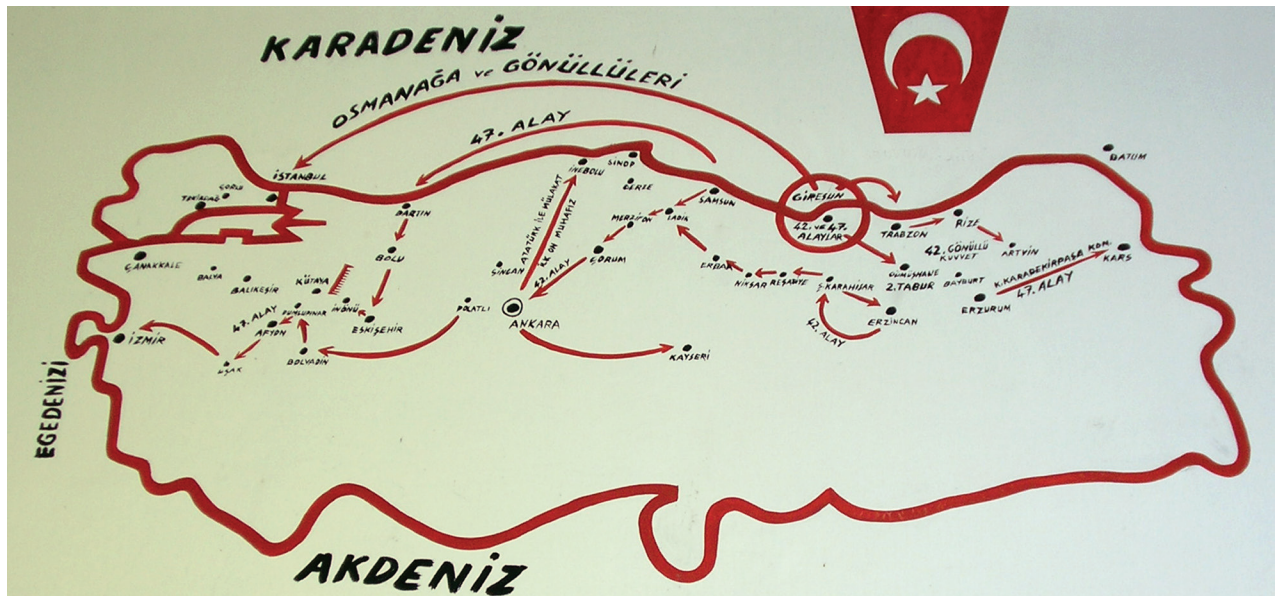 KARADENİZ
OSMANAĞA ve GÖNÜLLÜLERİ
47. ALAY
BATUM
İSTANBUL
ÇORLU
TEKİRDAĞ
İNEBOLU
SİNOP
GERZE
SAMSUN
LADİK
MERZİFON
GİRESUN
42. VE 47.
ALAYLAR
TRABZON
RİZE
ARTVİN
42. GÖNÜLLÜ
KUVVET
KARS
K.KARABEKİRPAŞA KOM.
47. ALAY
BARTIN
BOLU
ATATÜRK İLE MÜLAKAT
VE ON MUHAFIZ
SİNCAN
42. ALAY
ÇORUM
ERBAA
NİKSAR
REŞADİYE
Ş.KARAHİSAR
GÜMÜŞHANE
2. TABUR
BAYBURT
ERZURUM
ERZİNCAN
42. ALAY
ÇANAKKALE
BALYA
BALIKEŞİR
KÜTAYA
İNÖNÜ
DUMLUPINAR
47. ALAY
AFYON
ESKİŞEHİR
POLATLI
ANKARA
KAYSERİ
İZMİR
UŞAK
BOLVADİN
EGEDENİZİ
AKDENİZ